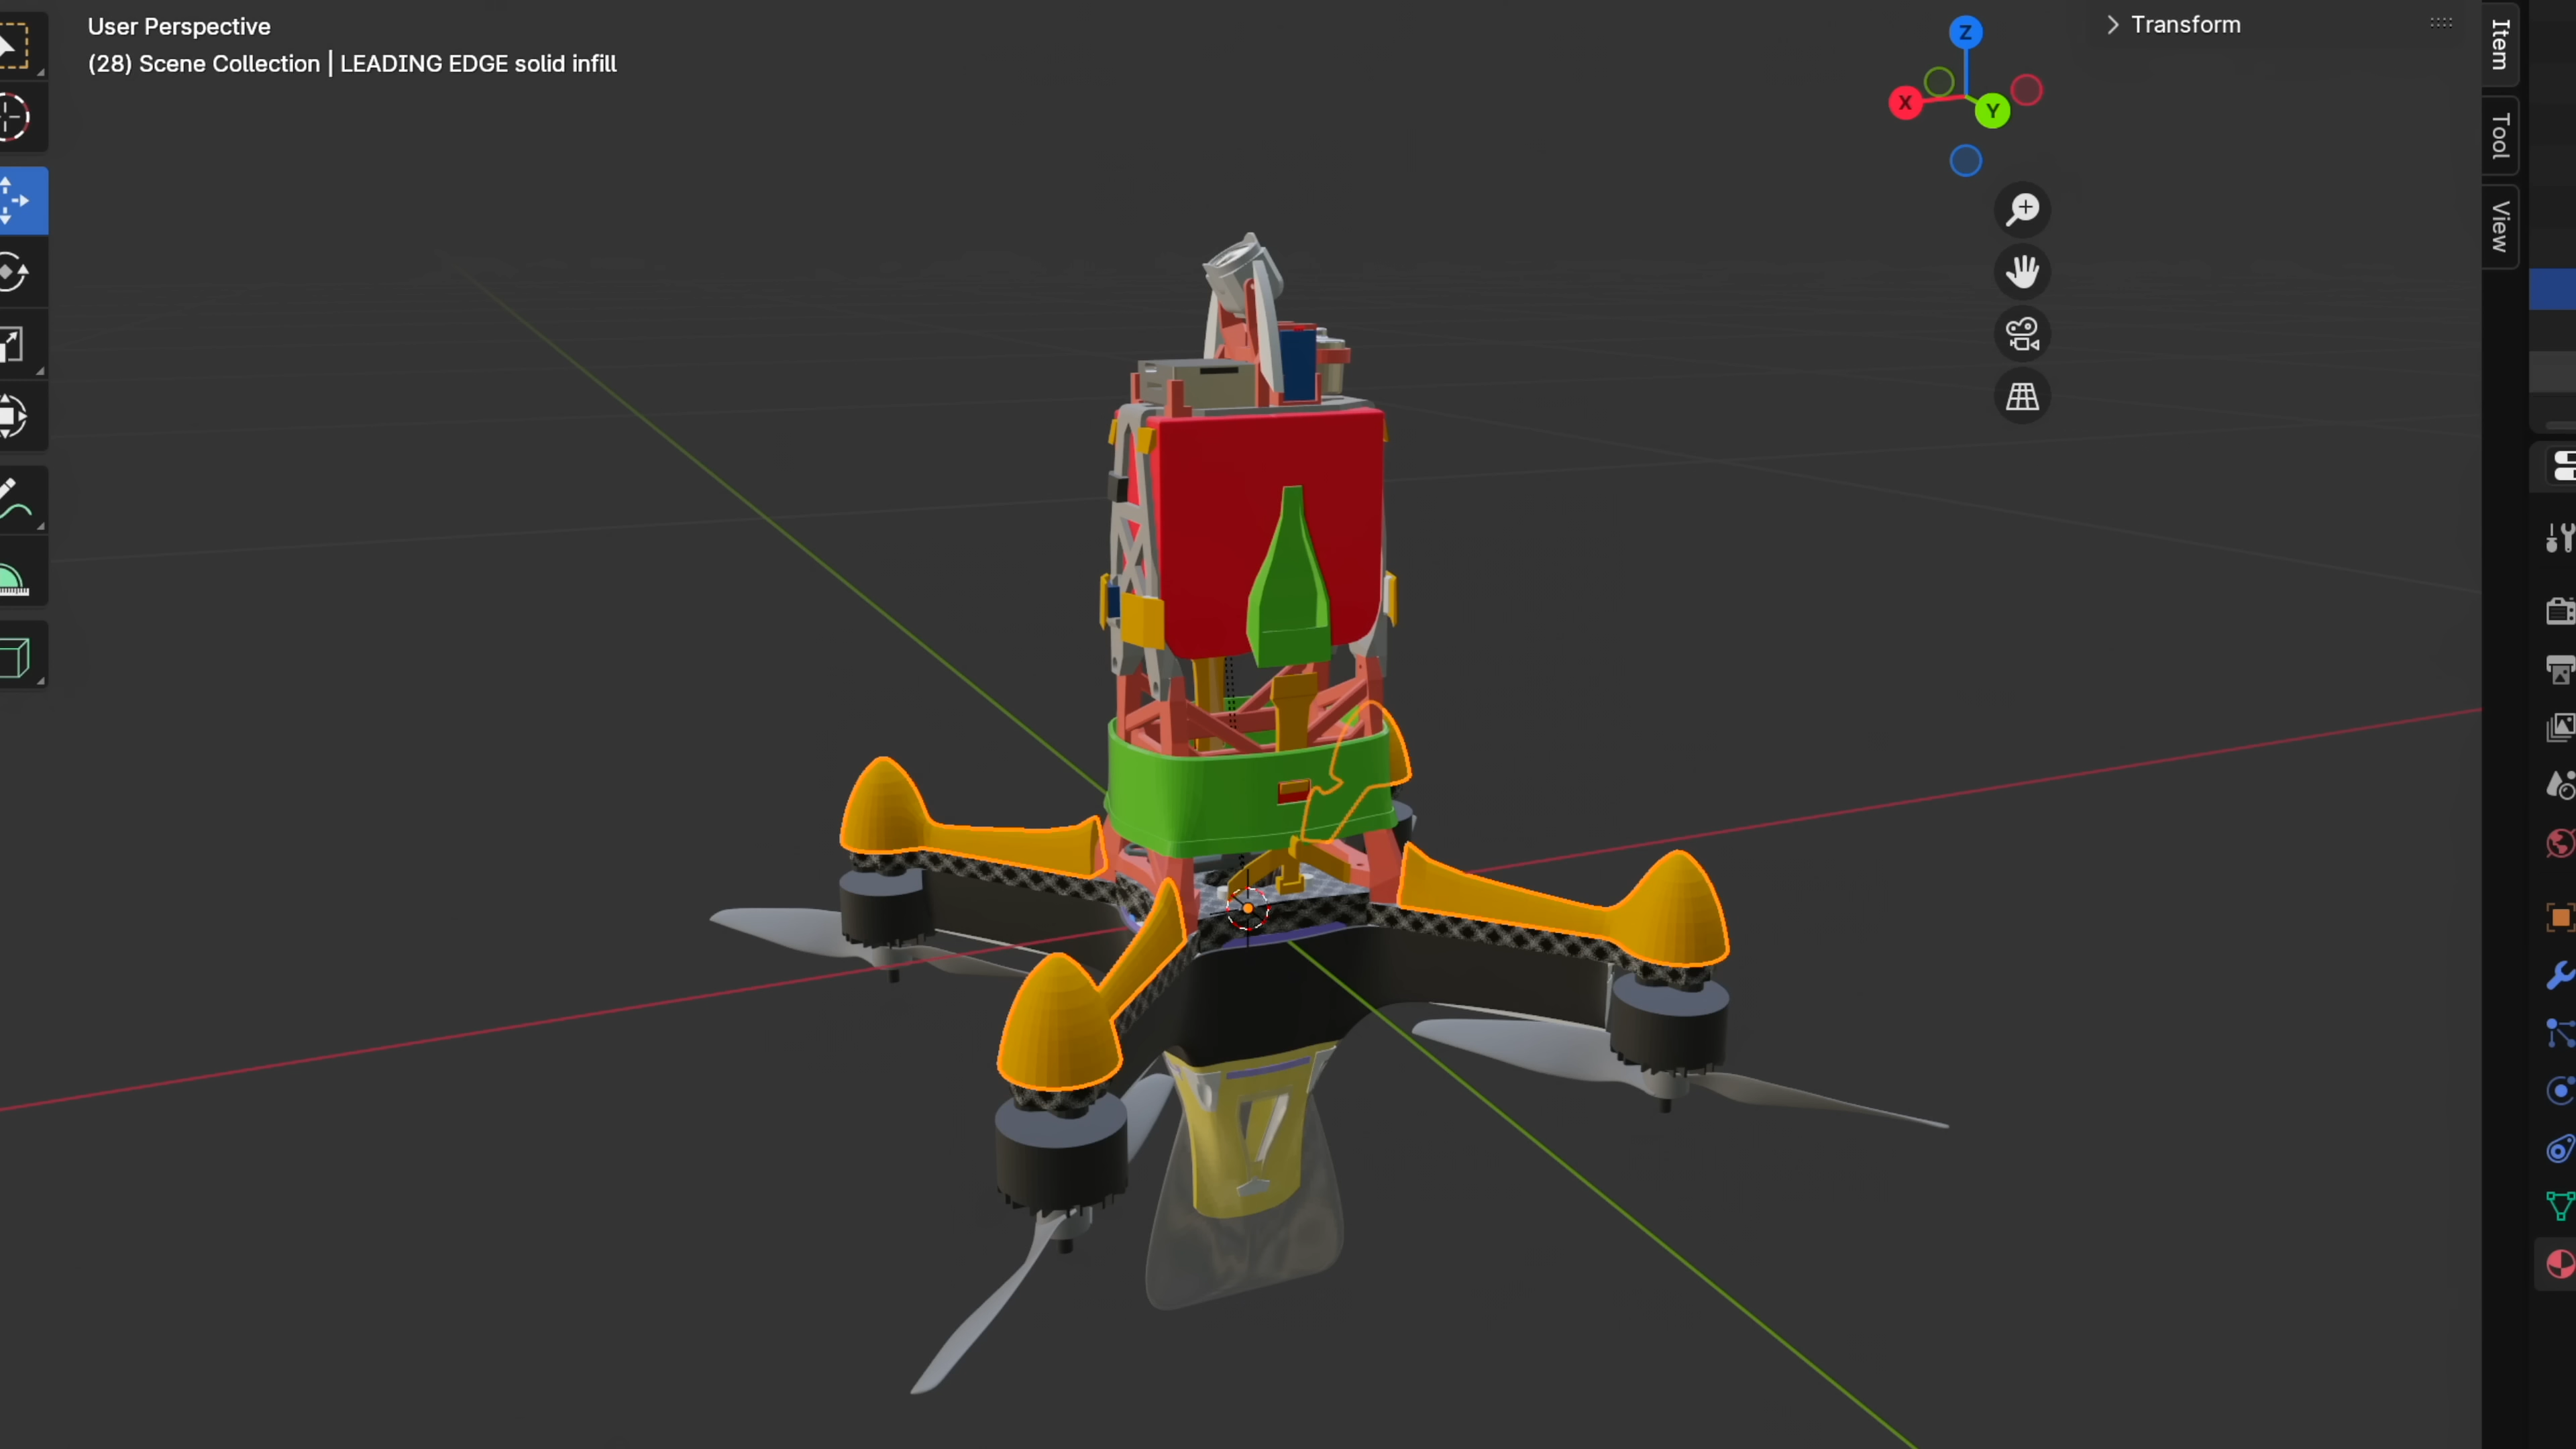 User Perspective
(28) Scene Collection | LEADING EDGE solid infill
Z
X
Y
Transform
Item
Tool
View